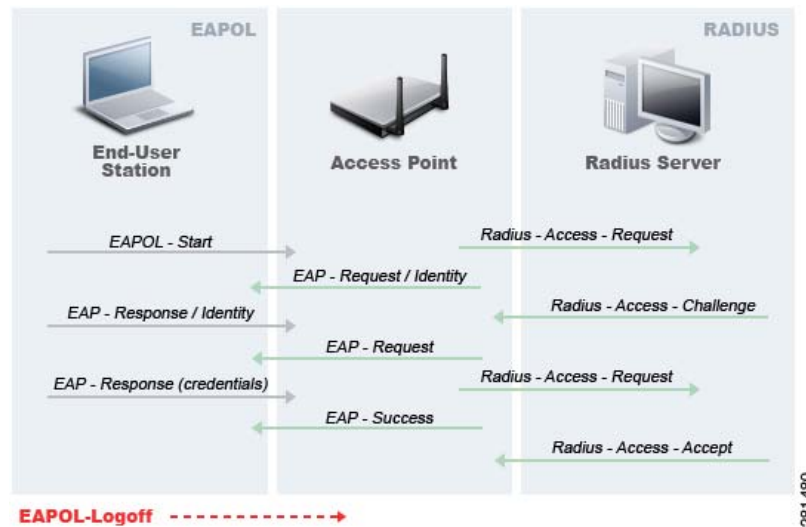 EAPOL
RADIUS
End-User
Station
Access Point
Radius Server
EAPOL - Start
Radius - Access - Request
EAP - Request / Identity
Radius - Access - Challenge
EAP - Response / Identity
EAP - Request
Radius - Access - Request
EAP - Response (credentials)
EAP - Success
Radius - Access - Accept
EAPOL-Logoff